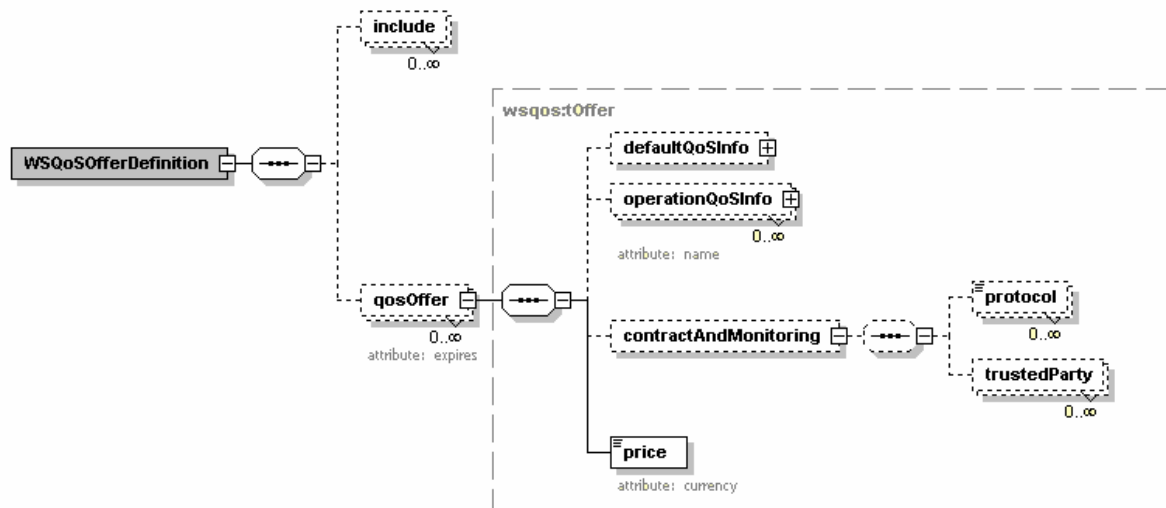 include
0..∞
wsqos:tOffer
WSQoSOfferDefinition
defaultQoSInfo
operationQoSInfo
0..∞
attribute: name
qosOffer
0..∞
attribute: expires
contractAndMonitoring
protocol
0..∞
trustedParty
0..∞
price
attribute: currency